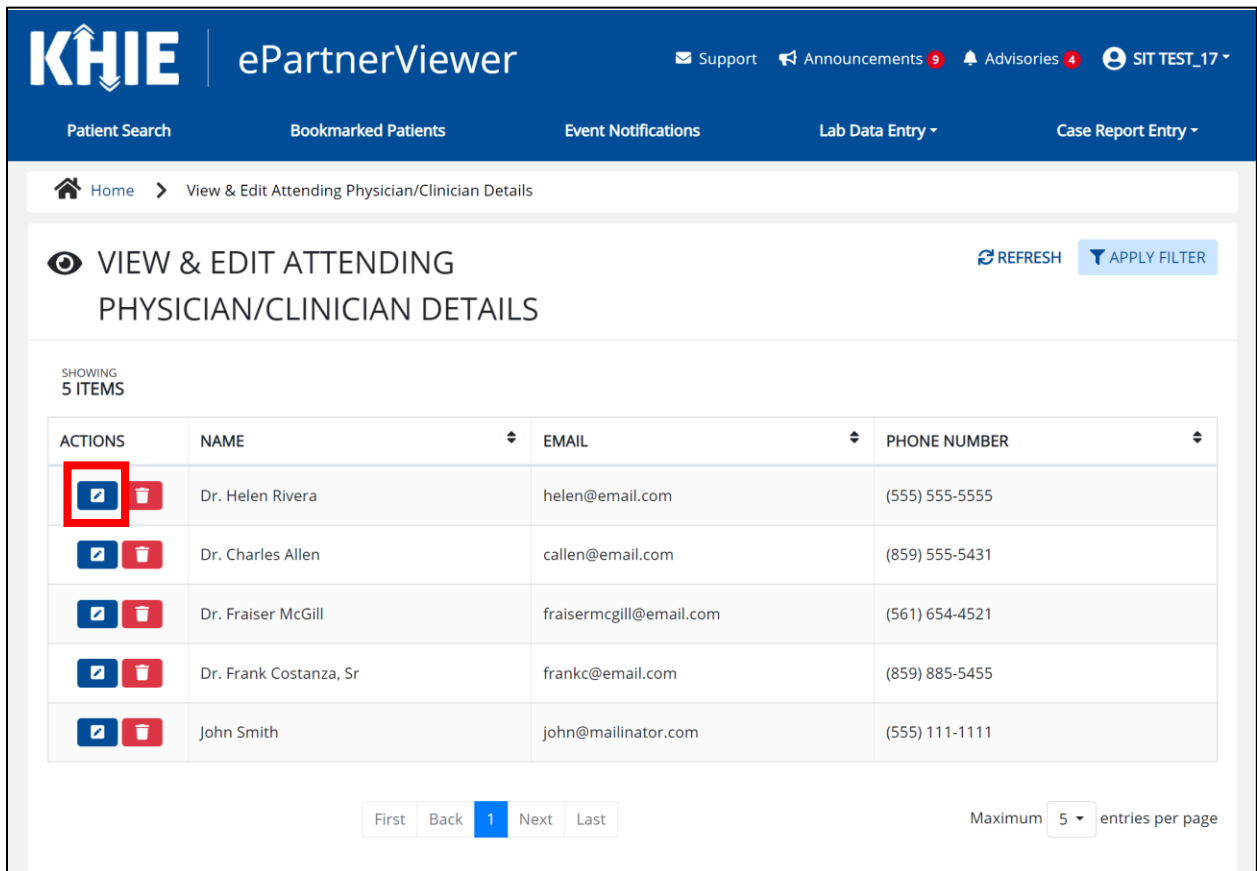 KHIE ePartnerViewer Support Announcements 9 Advisories 4 SIT TEST_17
Patient Search Bookmarked Patients Event Notifications Lab Data Entry Case Report Entry
Home > View & Edit Attending Physician/Clinician Details
VIEW & EDIT ATTENDING REFRESH APPLY FILTER
PHYSICIAN/CLINICIAN DETAILS
SHOWING
5 ITEMS
ACTIONS NAME EMAIL PHONE NUMBER
Dr. Helen Rivera helen@email.com (555) 555-5555
Dr. Charles Allen callen@email.com (859) 555-5431
Dr. Fraiser McGill fraisermcgill@email.com (561) 654-4521
Dr. Frank Costanza, Sr frankc@email.com (859) 885-5455
John Smith john@mailinator.com (555) 111-1111
First Back 1 Next Last Maximum 5 entries per page